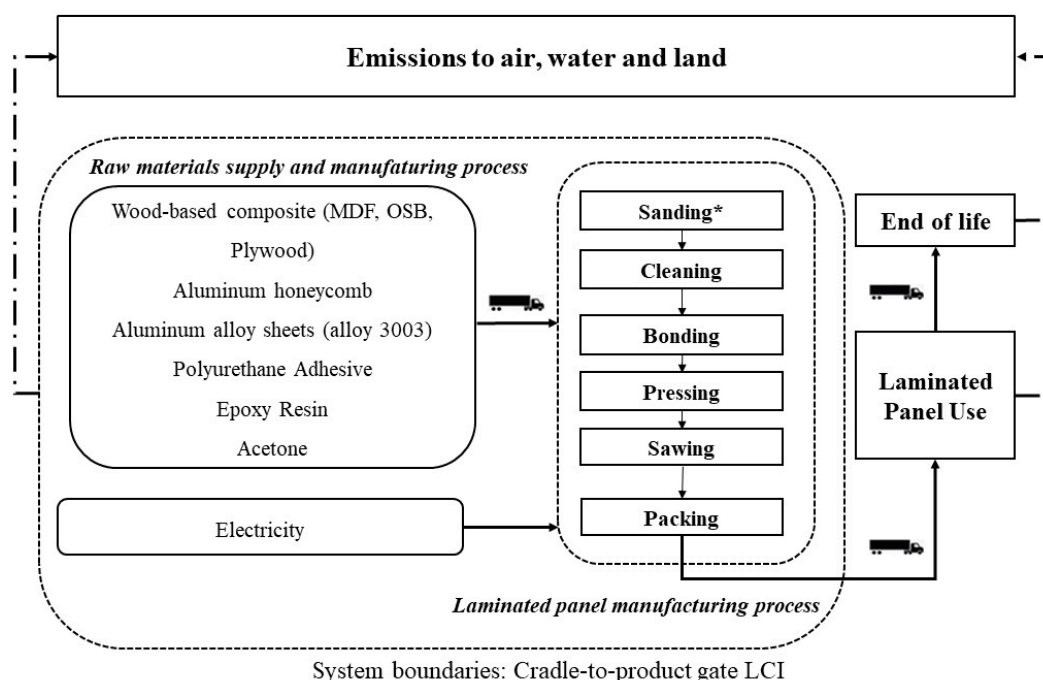 Emissions to air, water and land
Raw materials supply and manufaturing process
Wood-based composite (MDF, OSB,
Plywood)
Aluminum honeycomb
Aluminum alloy sheets (alloy 3003)
Polyurethane Adhesive
Epoxy Resin
Acetone
Electricity
Sanding*
Cleaning
Bonding
Pressing
Sawing
Packing
Laminated panel manufacturing process
End of life
Laminated
Panel Use
System boundaries: Cradle-to-product gate LCI